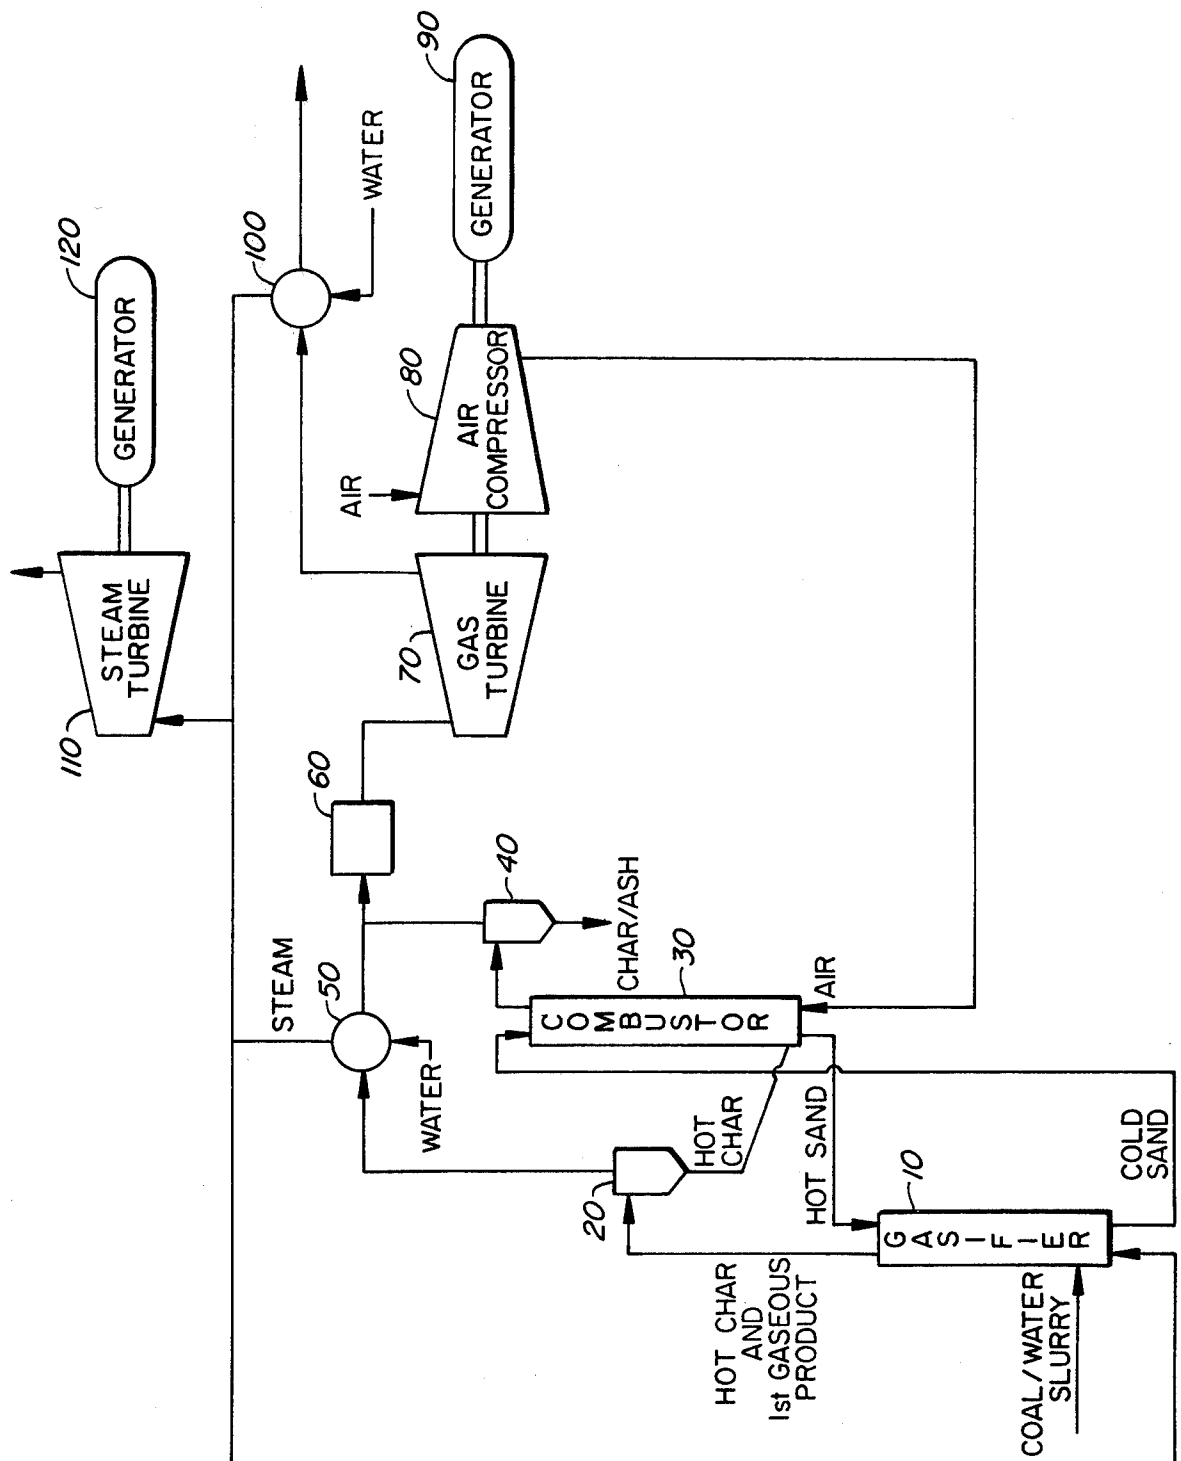 120
GENERATOR
STEAM
TURBINE
110
100
WATER
90
GENERATOR
80
AIR
COMPRESSOR
AIR
70
GAS
TURBINE
60
STEAM
50
WATER
40
CHAR/ASH
30
COMBUSTOR
AIR
20
HOT
CHAR
HOT SAND
COLD
SAND
10
GASIFIER
HOT CHAR
AND
1st GASEOUS
PRODUCT
COAL/WATER
SLURRY